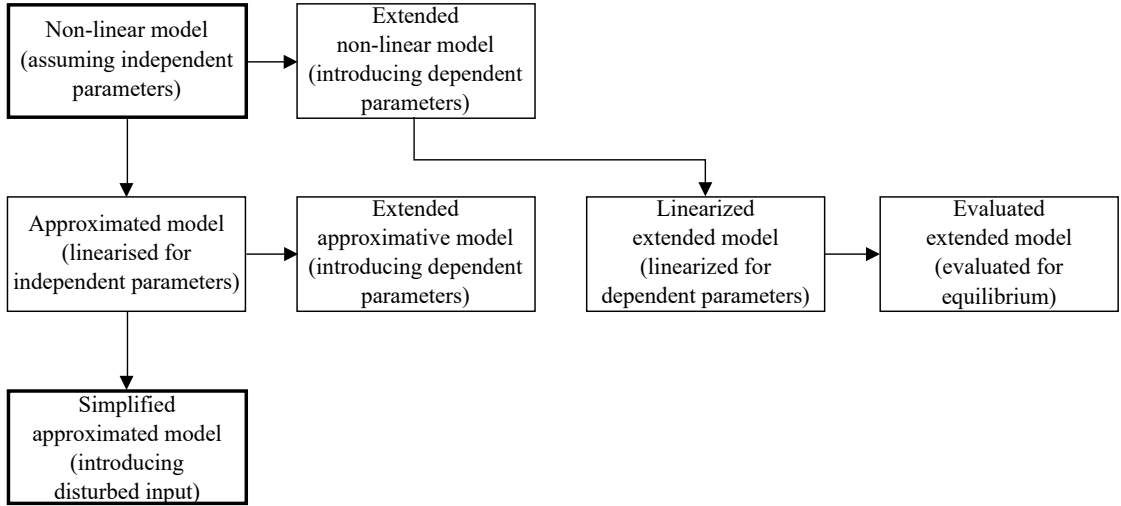 Non-linear model
(assuming independent
parameters)
Extended
non-linear model
(introducing dependent
parameters)
Approximated model
(linearised for
independent parameters)
Extended
approximative model
(introducing dependent
parameters)
Linearized
extended model
(linearized for
dependent parameters)
Evaluated
extended model
(evaluated for
equilibrium)
Simplified
approximated model
(introducing
disturbed input)